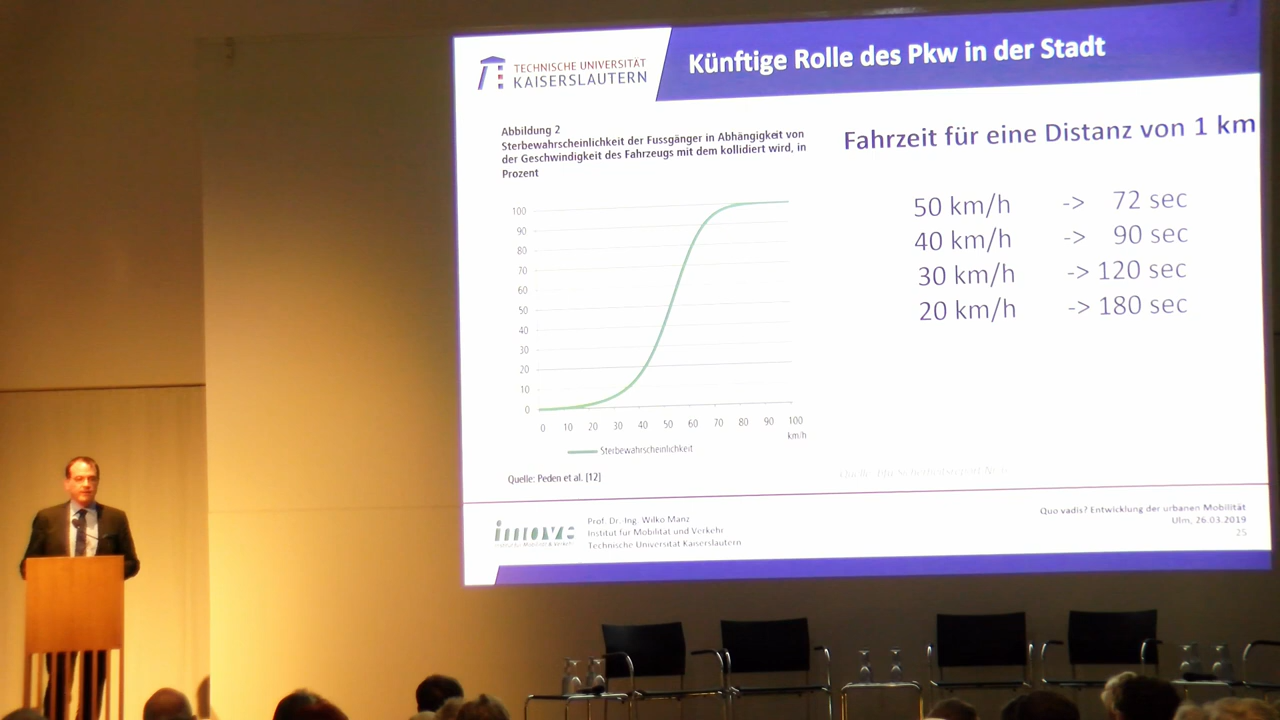 TECHNISCHE UNIVERSITÄT
KAISERSLAUTERN
Künftige Rolle des Pkw in der Stadt
Abbildung 2
Sterbewahrscheinlichkeit der Fussgänger in Abhängigkeit von
der Geschwindigkeit des Fahrzeugs mit dem kollidiert wird, in
Prozent
100
90
80
70
60
50
40
30
20
10
0
0 10 20 30 40 50 60 70 80 90 100
km/h
Sterbewahrscheinlichkeit
Quelle: Peden et al. [12]
Fahrzeit für eine Distanz von 1 km
50 km/h -> 72 sec
40 km/h -> 90 sec
30 km/h -> 120 sec
20 km/h -> 180 sec
imove
Institut für Mobilität & Verkehr
Prof. Dr. Ing. Wilko Manz
Institut für Mobilität und Verkehr
Technische Universität Kaiserslautern
Quo vadis? Entwicklung der urbanen Mobilität
Ulm, 26.03.2019
25